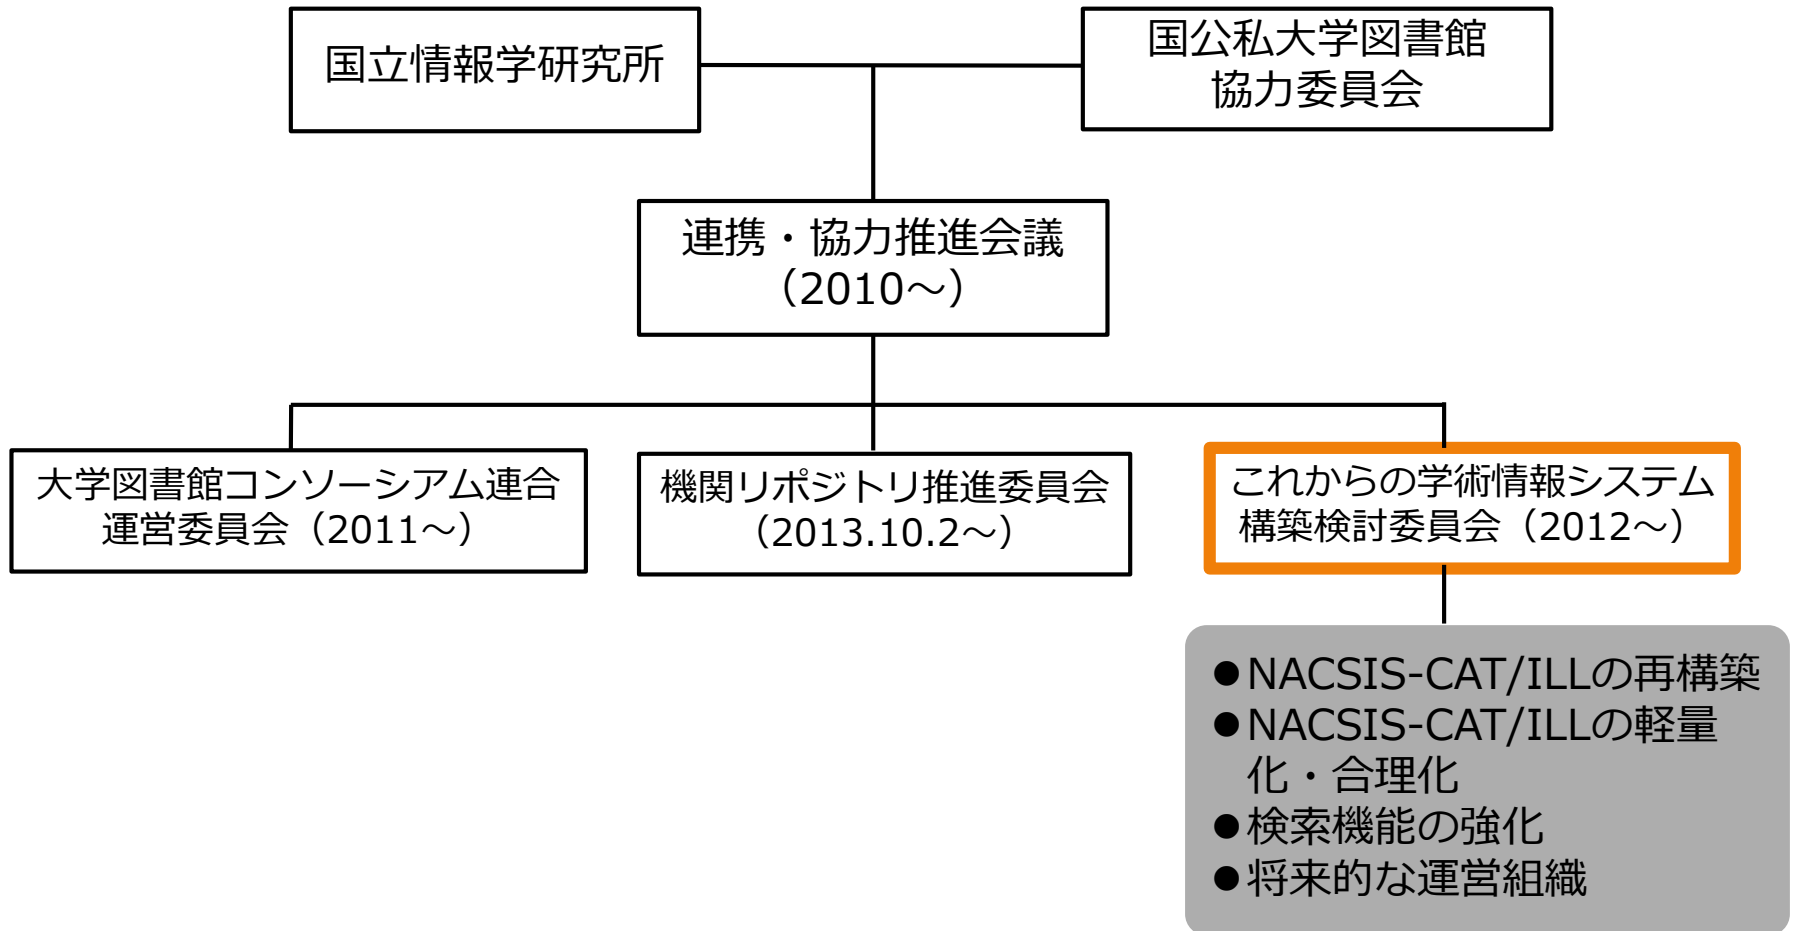 国立情報学研究所
国公私大学図書館
協力委員会
連携・協力推進会議
（2010～）
大学図書館コンソーシアム連合
運営委員会（2011～）
機関リポジトリ推進委員会
（2013.10.2～）
これからの学術情報システム
構築検討委員会（2012～）
●NACSIS-CAT/ILLの再構築
●NACSIS-CAT/ILLの軽量
化・合理化
●検索機能の強化
●将来的な運営組織